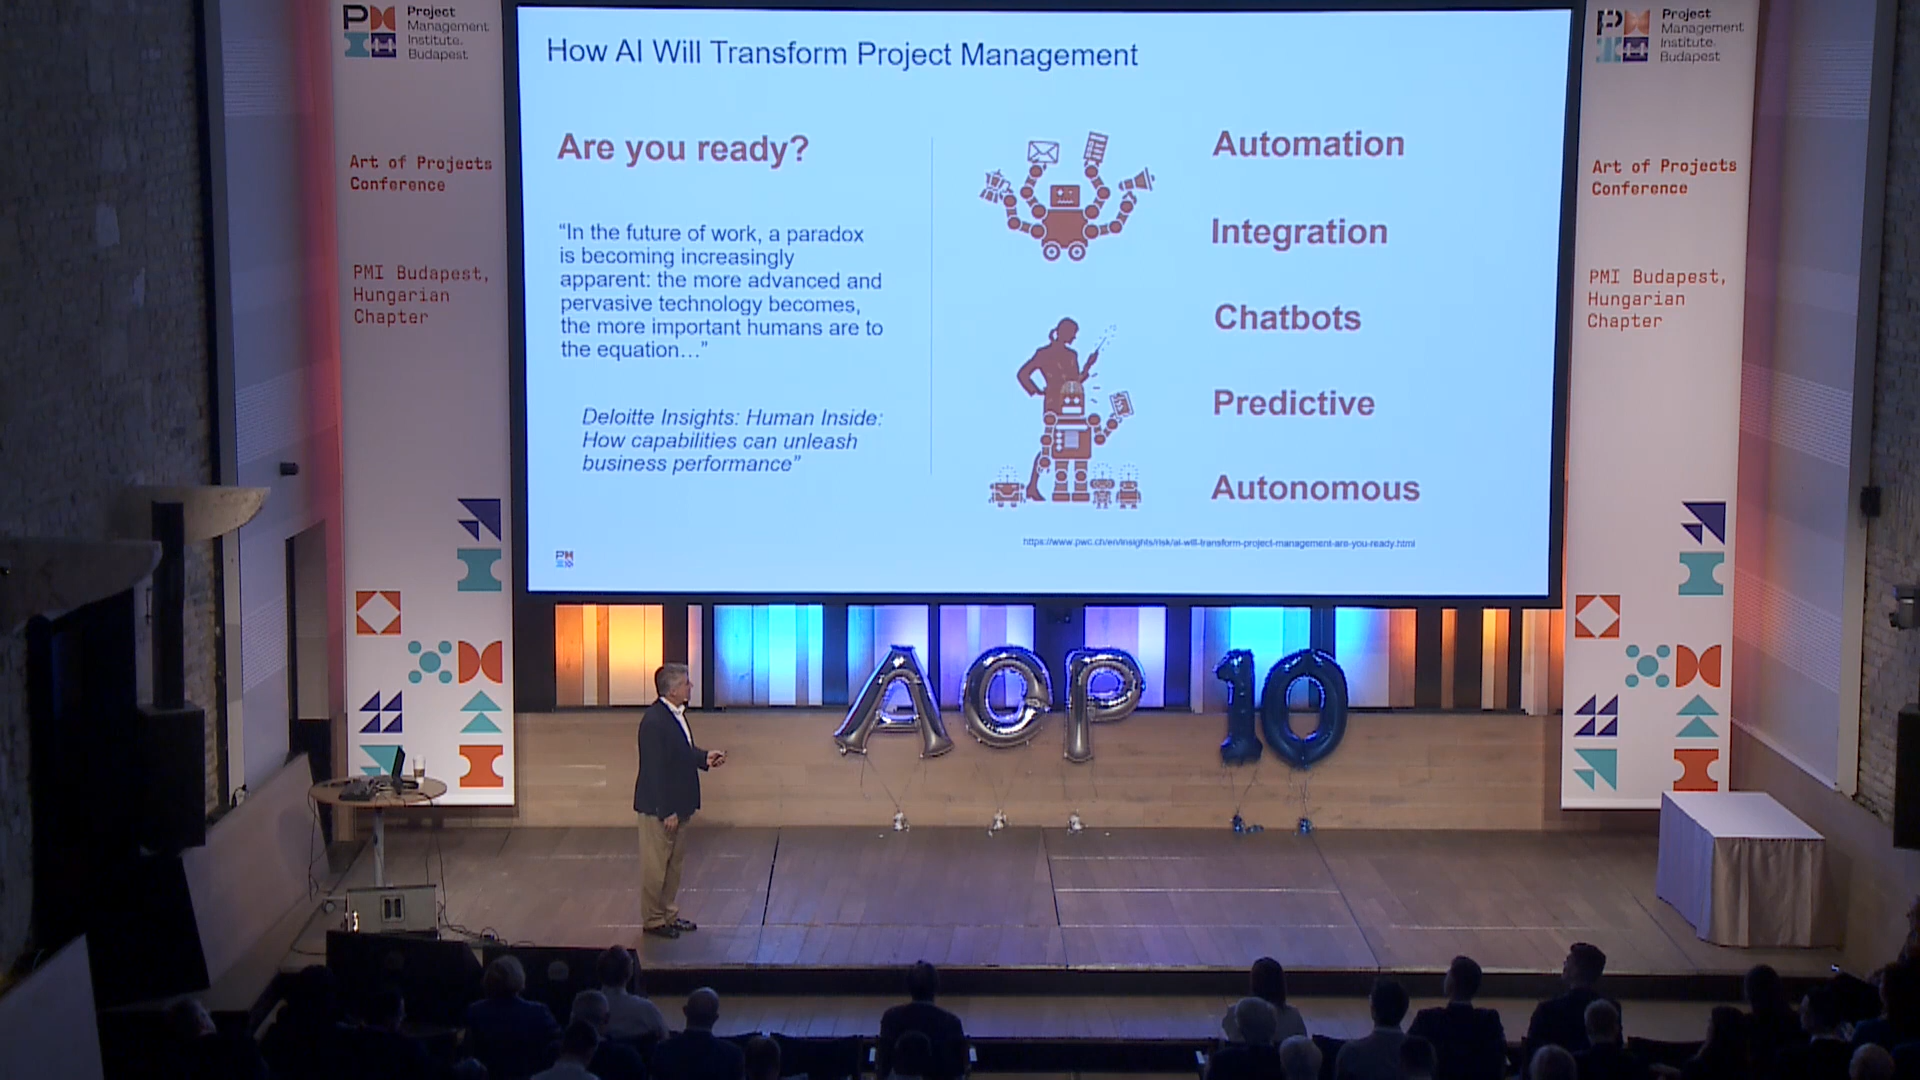 Project
Management
Institute.
Budapest
Art of Projects
Conference
PMI Budapest,
Hungarian
Chapter
How AI Will Transform Project Management
Are you ready?
“In the future of work, a paradox
is becoming increasingly
apparent: the more advanced and
pervasive technology becomes,
the more important humans are to
the equation…”
Deloitte Insights: Human Inside:
How capabilities can unleash
business performance”
Automation
Integration
Chatbots
Predictive
Autonomous
https://www.pwc.ch/en/insights/risk/ai-will-transform-project-management-are-you-ready.html
Project
Management
Institute.
Budapest
Art of Projects
Conference
PMI Budapest,
Hungarian
Chapter
AOP 10